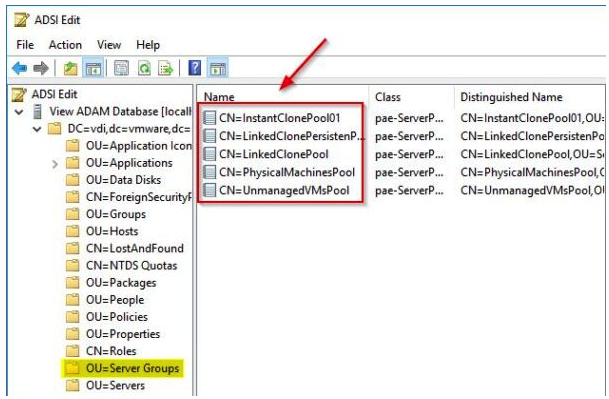 ADSI Edit
File Action View Help
ADSI Edit
View ADAM Database [locall
DC=vdi,dc=vmware,dc=
OU=Application Icon
OU=Applications
OU=Data Disks
CN=ForeignSecurityP
OU=Groups
OU=Hosts
CN=LostAndFound
CN=NTDS Quotas
OU=Packages
OU=People
OU=Policies
OU=Properties
CN=Roles
OU=Server Groups
OU=Servers
Name Class Distinguished Name
CN=InstantClonePool01 pae-ServerP... CN=InstantClonePool01,OU=
CN=LinkedClonePersistenP... pae-ServerP... CN=LinkedClonePersistenPo
CN=LinkedClonePool pae-ServerP... CN=LinkedClonePool,OU=Se
CN=PhysicalMachinesPool pae-ServerP... CN=PhysicalMachinesPool,
CN=UnmanagedVMsPool pae-ServerP... CN=UnmanagedVMsPool,OU